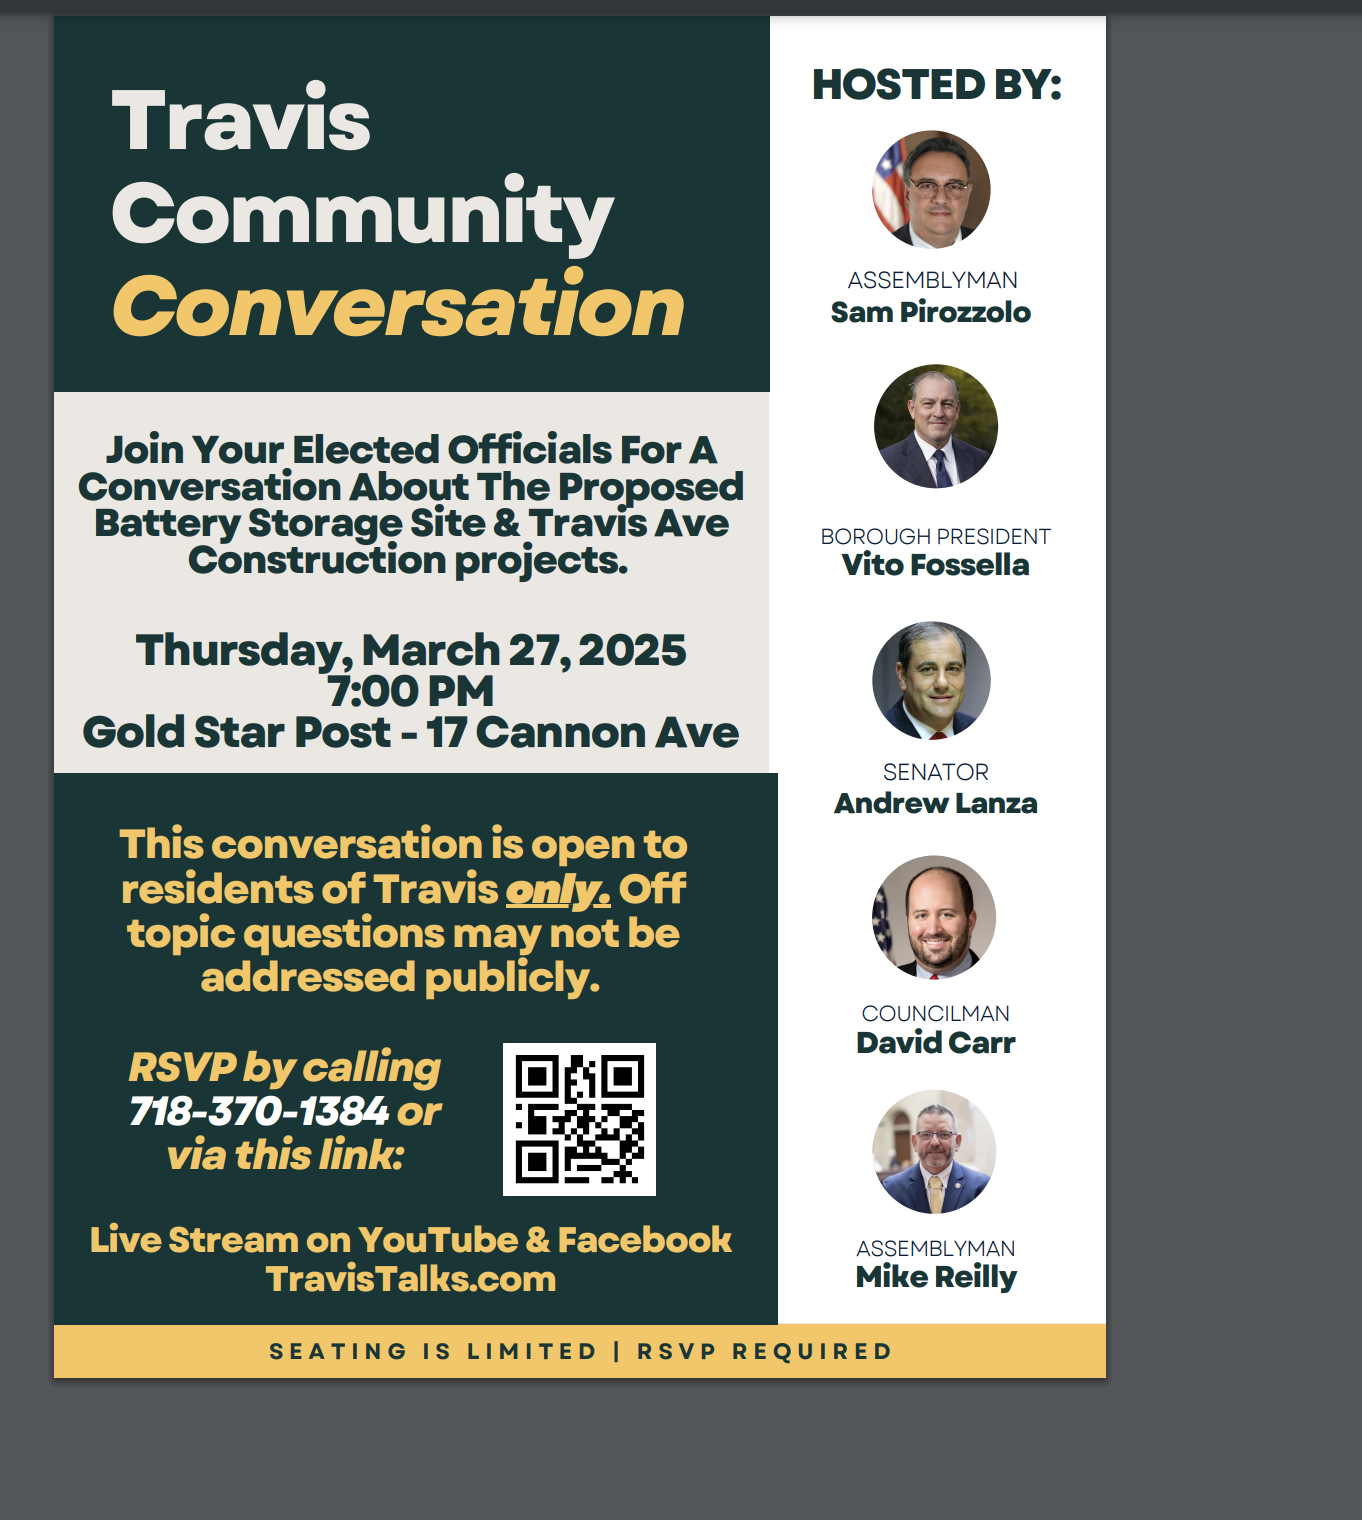 Travis
Community
Conversation
Join Your Elected Officials For A
Conversation About The Proposed
Battery Storage Site & Travis Ave
Construction projects.
Thursday, March 27, 2025
7:00 PM
Gold Star Post - 17 Cannon Ave
This conversation is open to
residents of Travis only. Off
topic questions may not be
addressed publicly.
RSVP by calling
718-370-1384 or
via this link:
Live Stream on YouTube & Facebook
TravisTalks.com
HOSTED BY:
ASSEMBLYMAN
Sam Pirozzolo
BOROUGH PRESIDENT
Vito Fossella
SENATOR
Andrew Lanza
COUNCILMAN
David Carr
ASSEMBLYMAN
Mike Reilly
SEATING IS LIMITED | RSVP REQUIRED